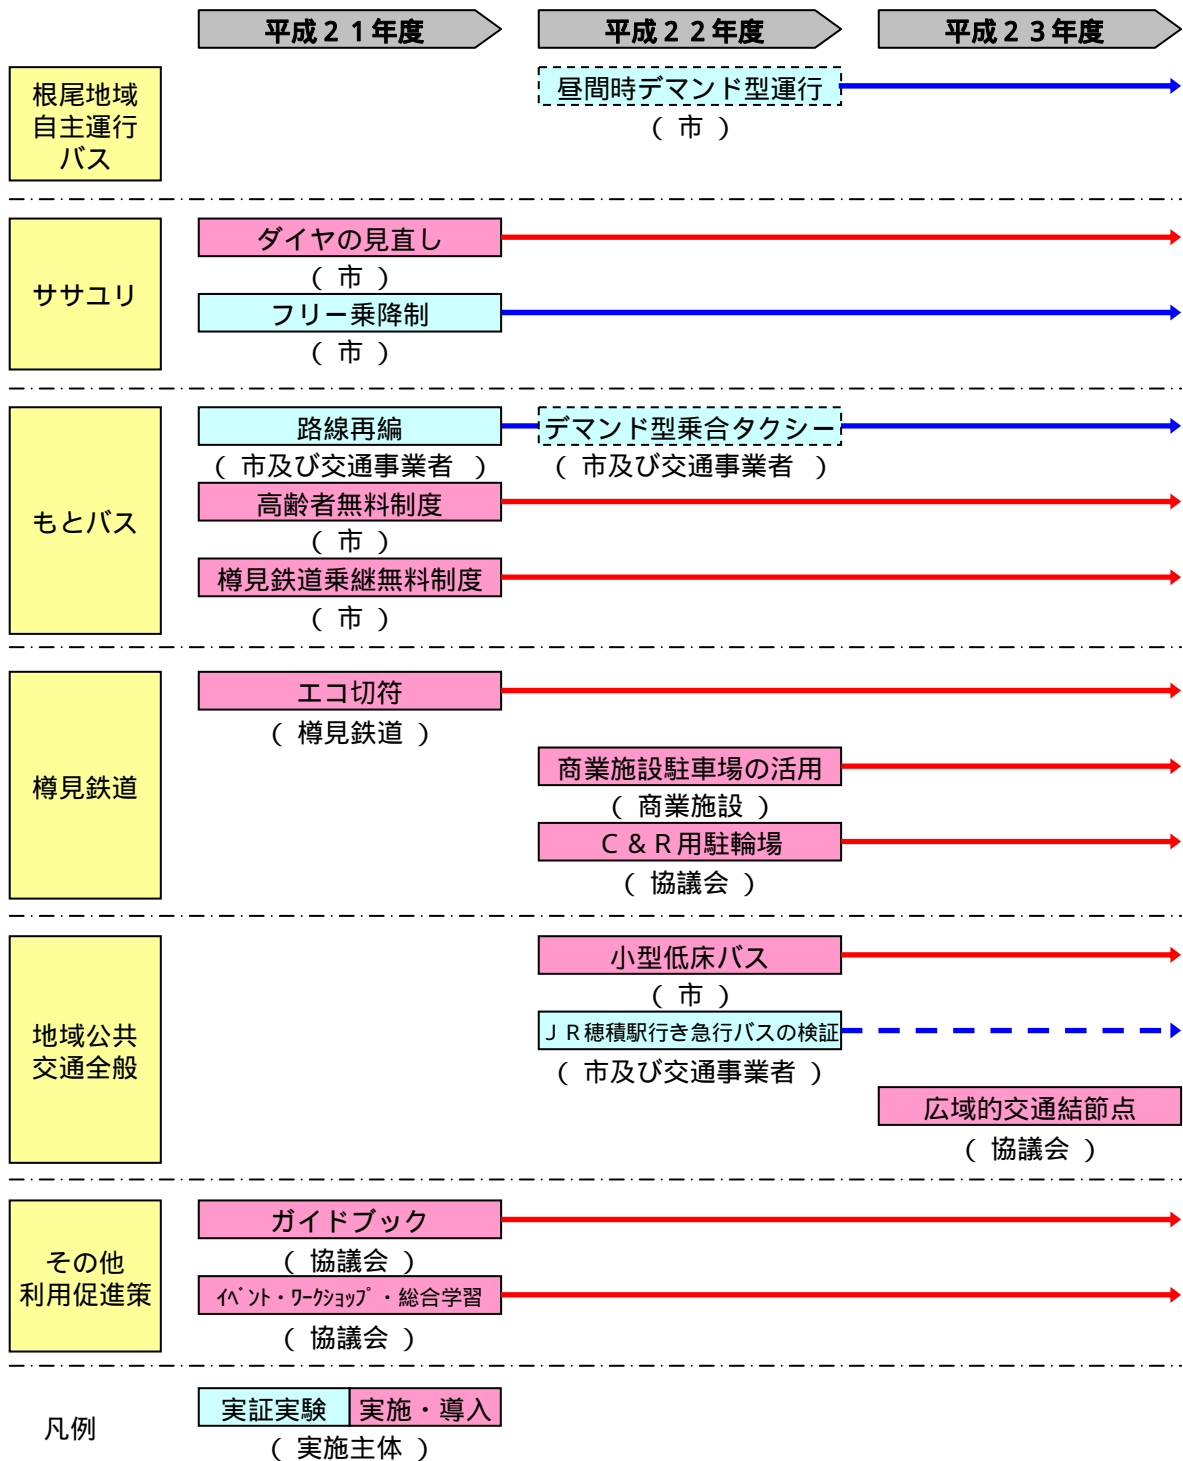 平成２１年度
平成２２年度
平成２３年度
根尾地域
自主運行
バス
昼間時デマンド型運行
（ 市 ）
ササユリ
ダイヤの見直し
（ 市 ）
フリー乗降制
（ 市 ）
もとバス
路線再編
（ 市及び交通事業者 ）
デマンド型乗合タクシー
（ 市及び交通事業者 ）
高齢者無料制度
（ 市 ）
樽見鉄道乗継無料制度
（ 市 ）
樽見鉄道
エコ切符
（ 樽見鉄道 ）
商業施設駐車場の活用
（ 商業施設 ）
Ｃ＆Ｒ用駐輪場
（ 協議会 ）
地域公共
交通全般
小型低床バス
（ 市 ）
ＪＲ穂積駅行き急行バスの検証
（ 市及び交通事業者 ）
広域的交通結節点
（ 協議会 ）
その他
利用促進策
ガイドブック
（ 協議会 ）
ｲﾍﾞﾝﾄ・ﾜｰｸｼｮｯﾌﾟ・総合学習
（ 協議会 ）
凡例
実証実験
実施・導入
（ 実施主体 ）